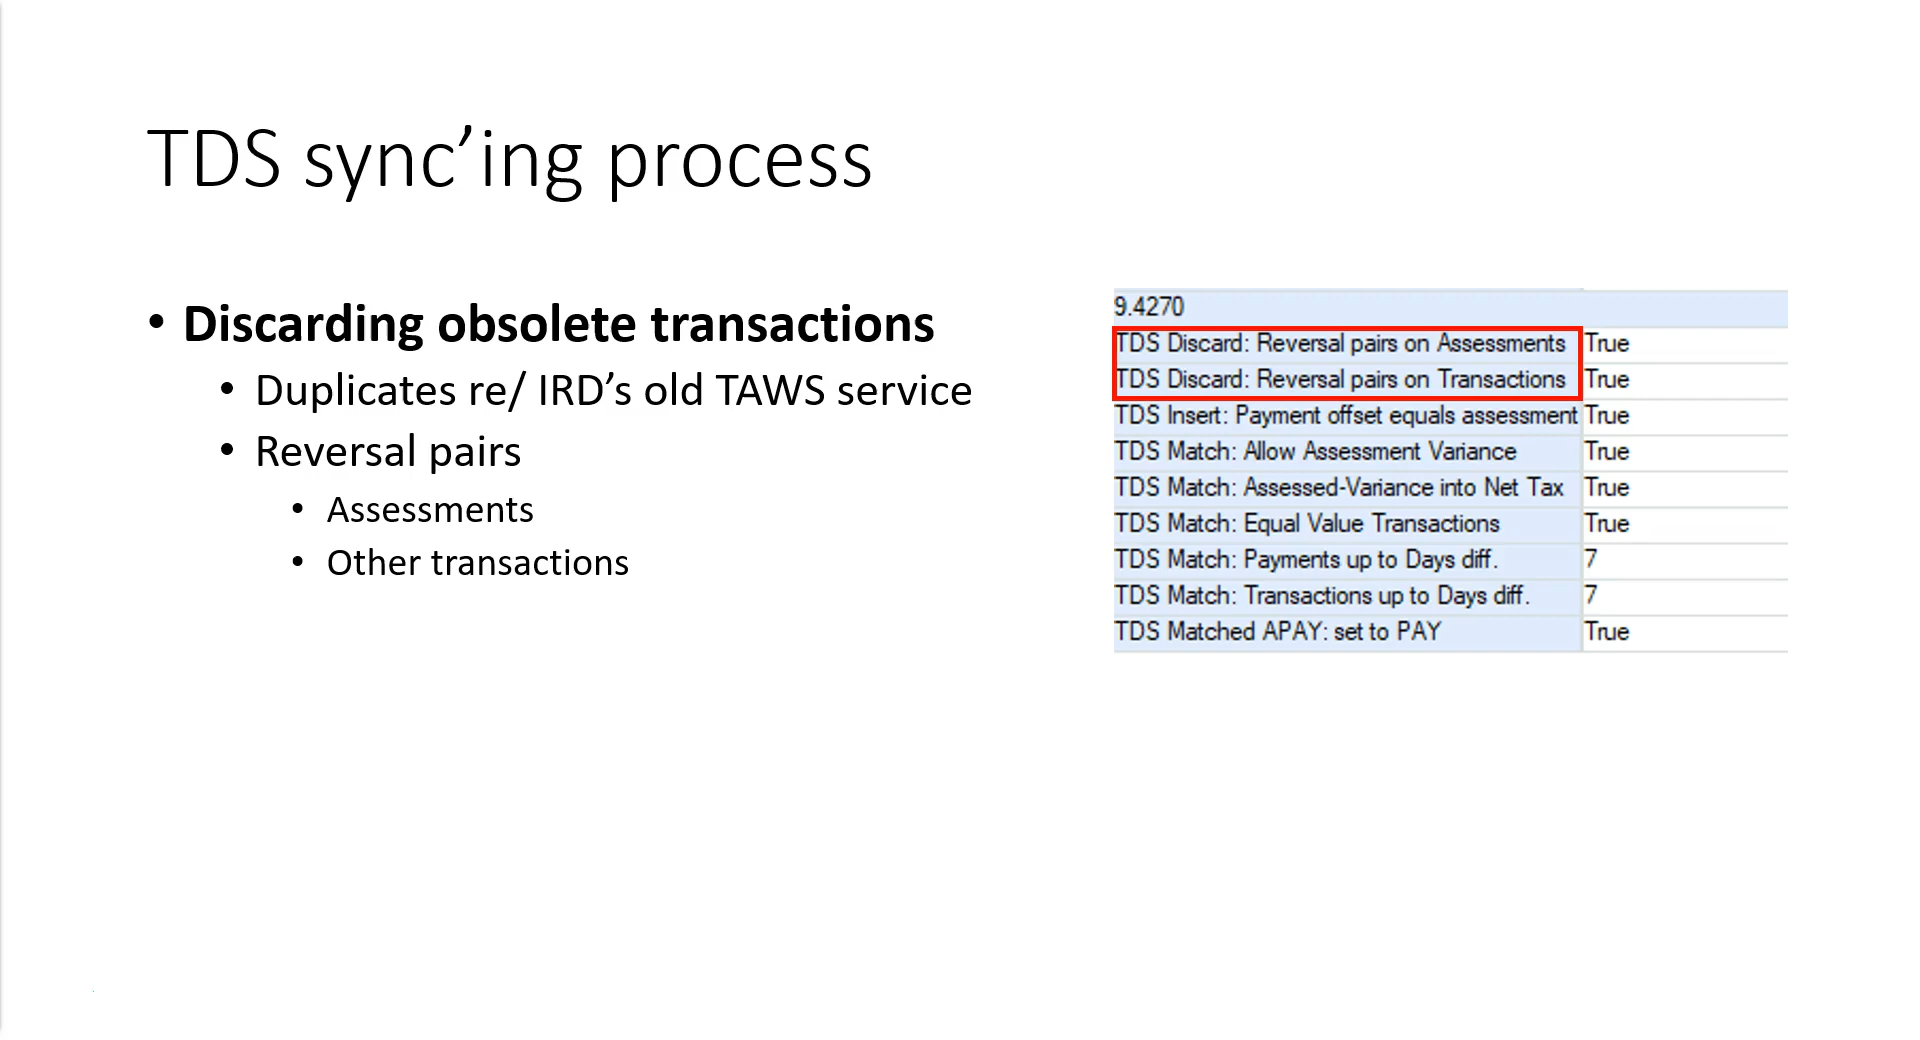 TDS sync’ing process
• Discarding obsolete transactions
• Duplicates re/ IRD’s old TAWS service
• Reversal pairs
• Assessments
• Other transactions
9.4270
TDS Discard: Reversal pairs on Assessments True
TDS Discard: Reversal pairs on Transactions True
TDS Insert: Payment offset equals assessment True
TDS Match: Allow Assessment Variance True
TDS Match: Assessed-Variance into Net Tax True
TDS Match: Equal Value Transactions True
TDS Match: Payments up to Days diff. 7
TDS Match: Transactions up to Days diff. 7
TDS Matched APAY: set to PAY True